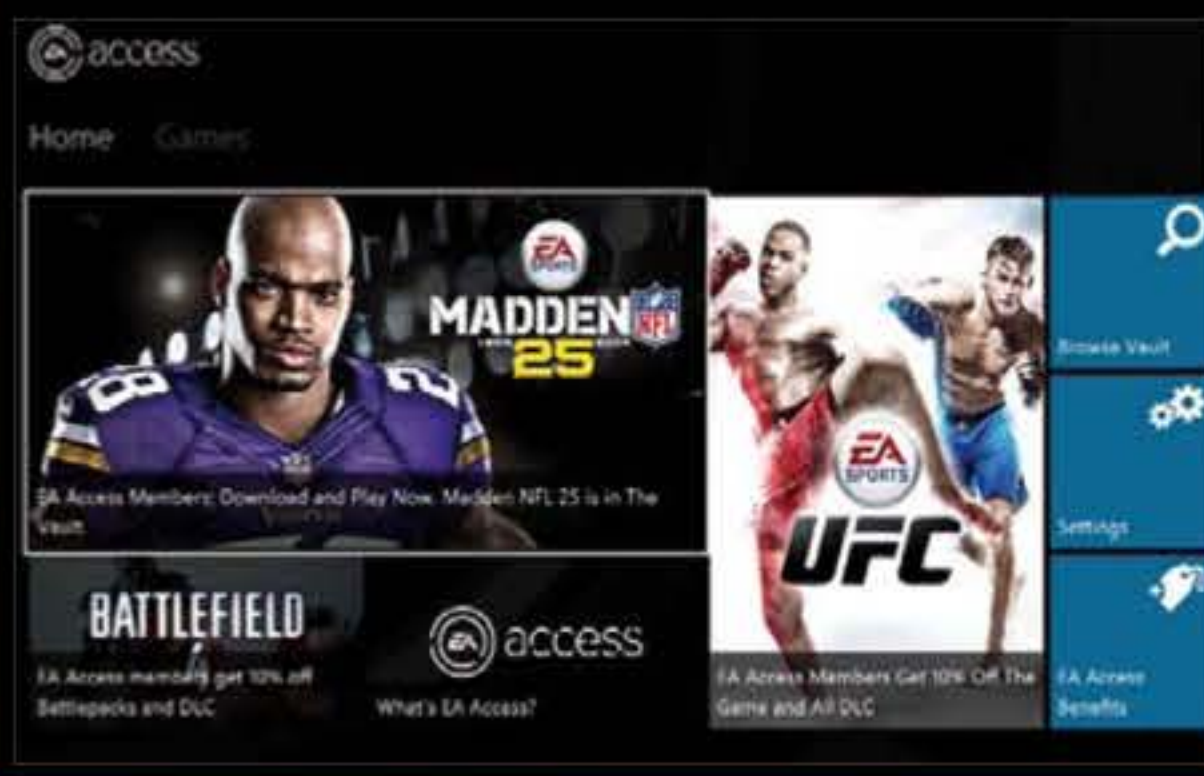 EA access
Home Games
28
2
EA
SPORTS
MADDEN NFL
25
EA Access Members: Download and Play Now. Madden NFL 25 is in The
Vault
BATTLEFIELD
EA Access members get 10% off
Battlepacks and DLC
EA access
What's EA Access?
EA
SPORTS
UFC
EA Access Members Get 10% Off The
Game and All DLC
Browse Vault
Settings
EA Access
Benefits